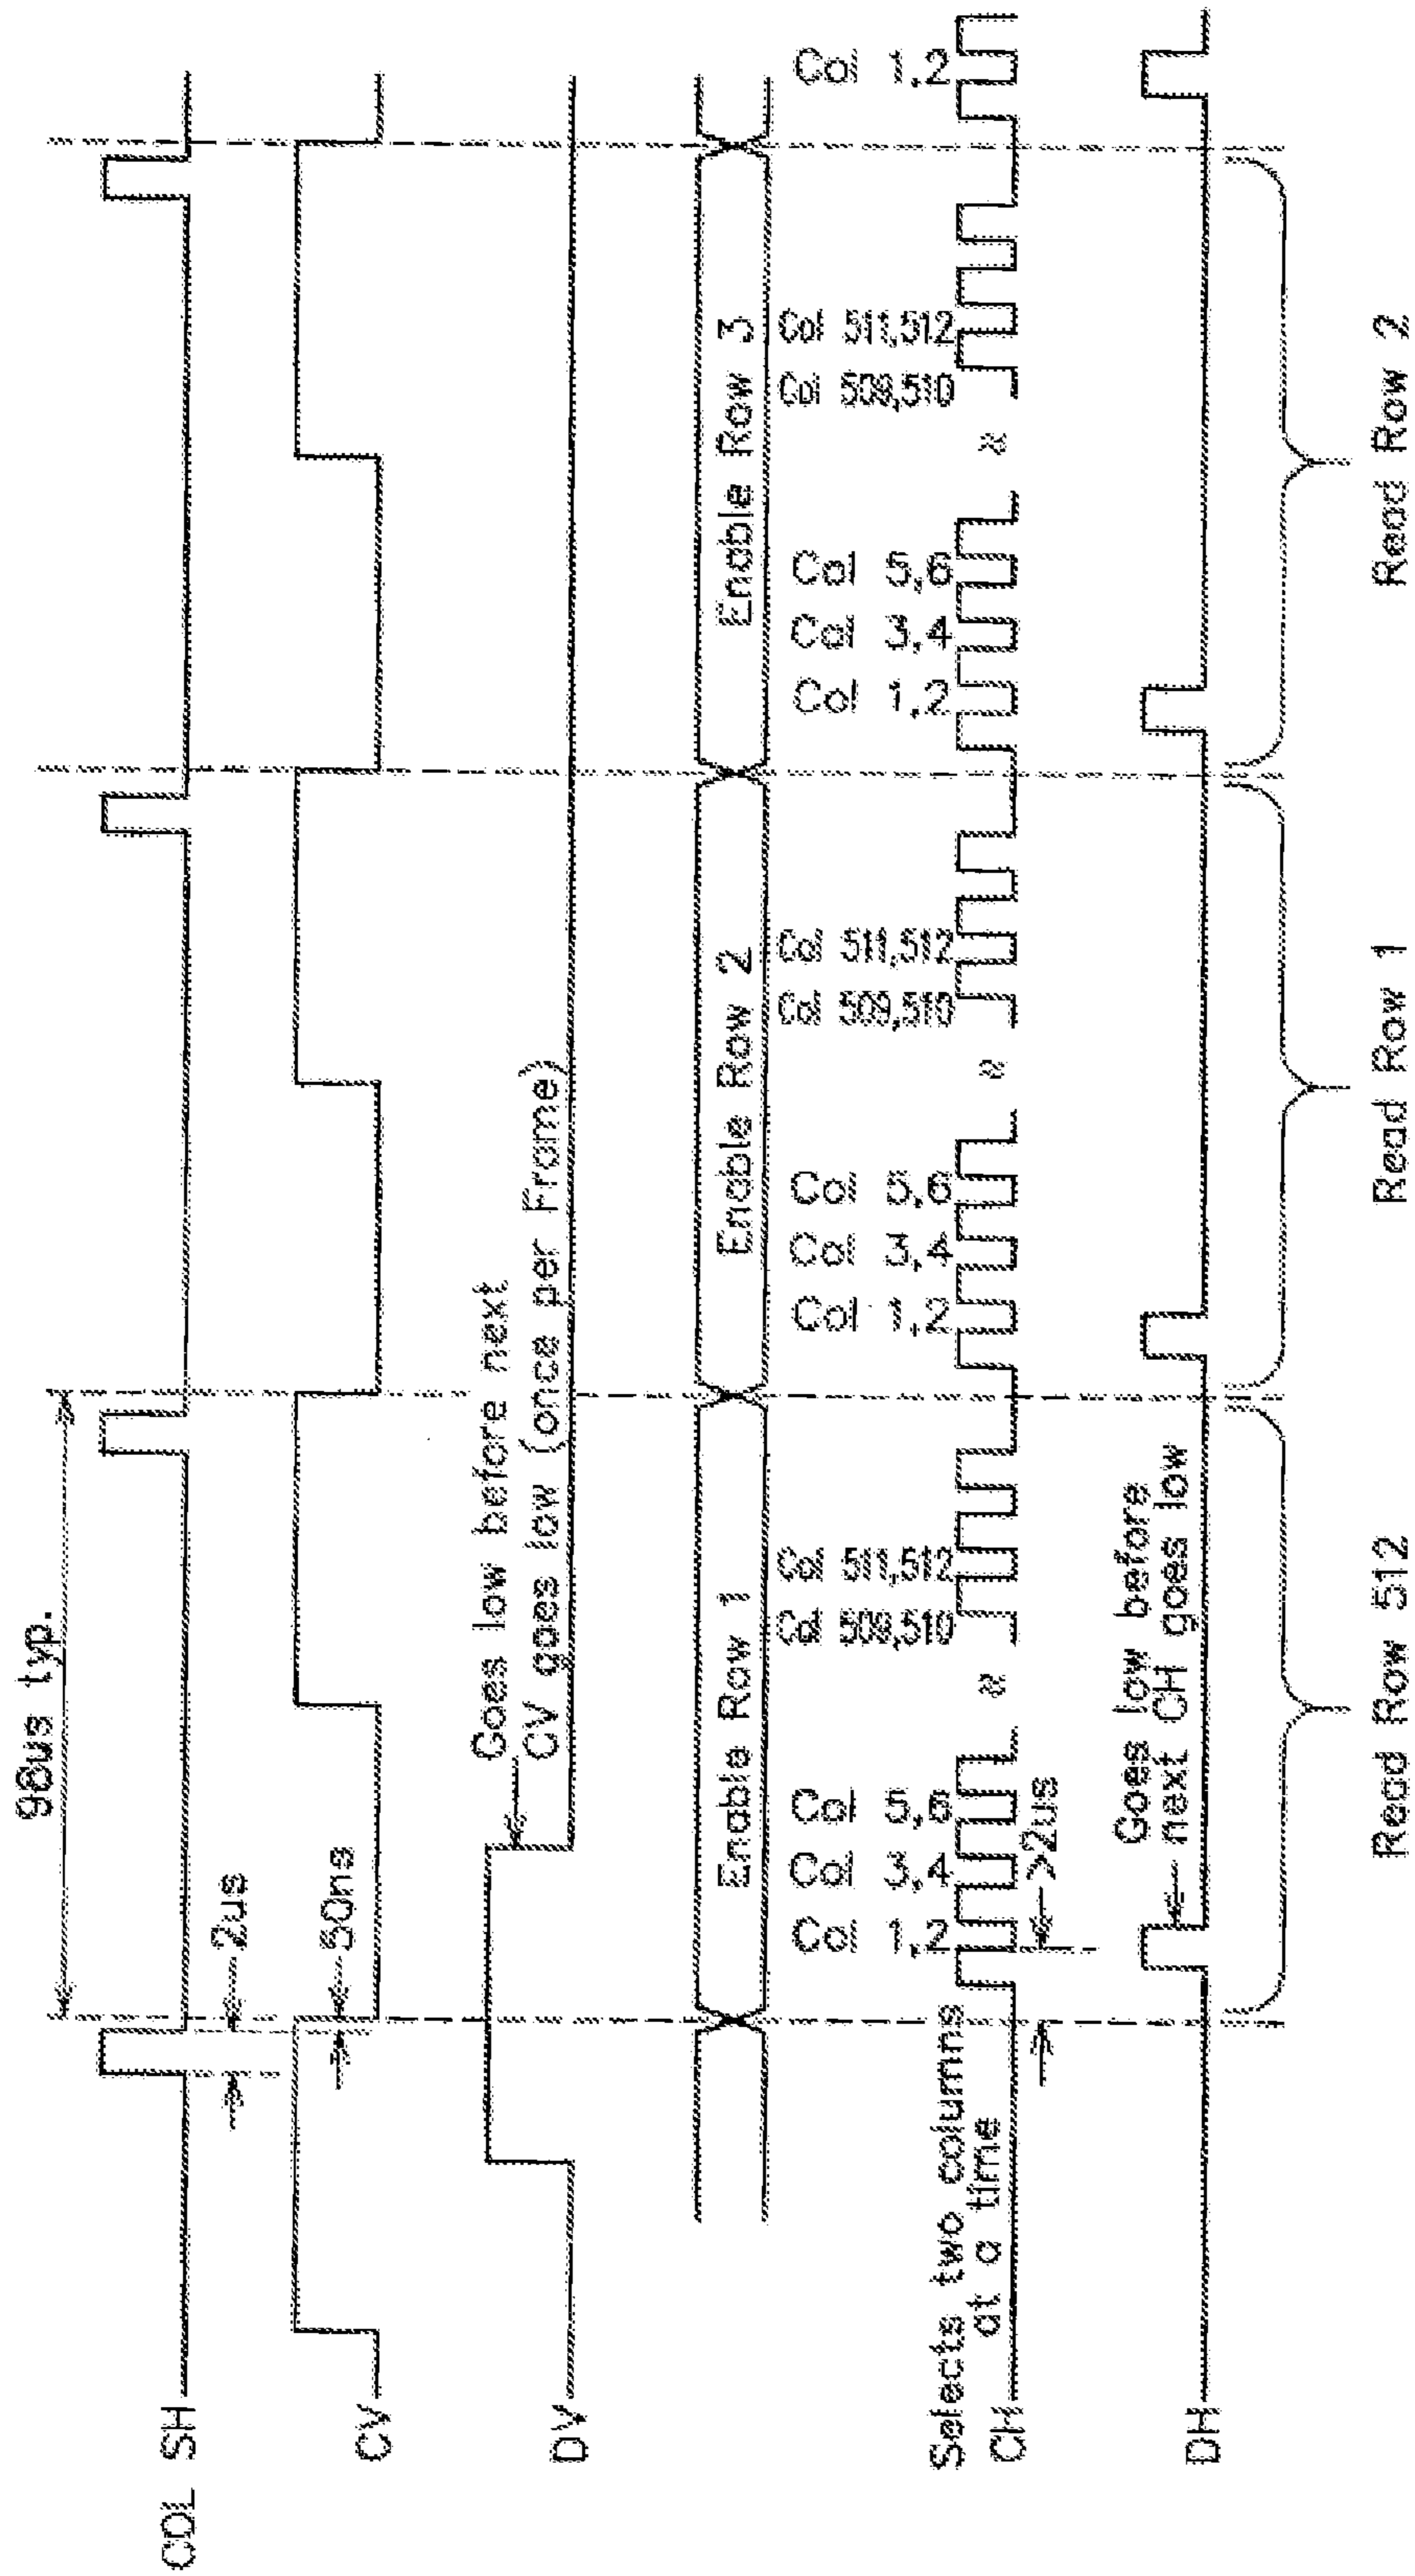 98us typ.
COL SH
2us
CV
50ns
DV
Goes low before next
CV goes low (once per Frame)
Enable Row 1
Enable Row 2
Enable Row 3
Col 1,2
Col 3,4
Col 5,6
Col 509,510
Col 511,512
Col 1,2
Col 3,4
Col 5,6
Col 509,510
Col 511,512
Col 1,2
Col 3,4
Col 5,6
Col 509,510
Col 511,512
Col 1,2
Selects two columns
at a time
CH
>2us
Goes low before
next CH goes low
DH
Read Row 512
Read Row 1
Read Row 2